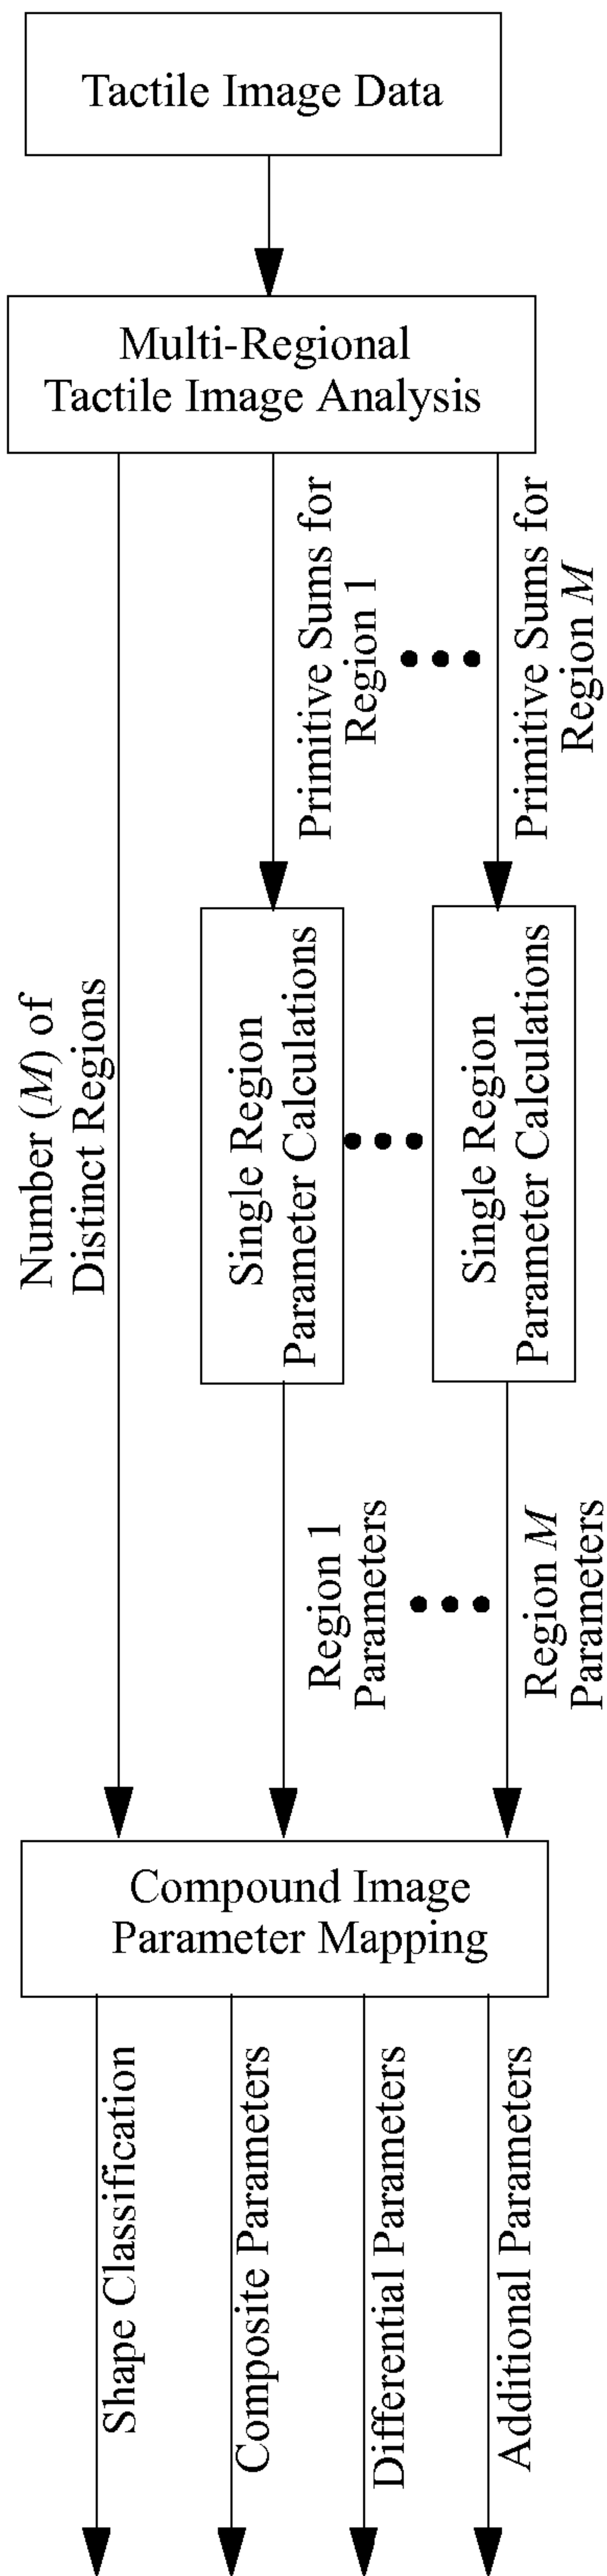 Tactile Image Data
Multi-Regional
Tactile Image Analysis
Primitive Sums for
Region 1
Primitive Sums for
Region M
Number (M) of
Distinct Regions
Single Region
Parameter Calculations
Single Region
Parameter Calculations
Region 1
Parameters
Region M
Parameters
Compound Image
Parameter Mapping
Shape Classification
Composite Parameters
Differential Parameters
Additional Parameters